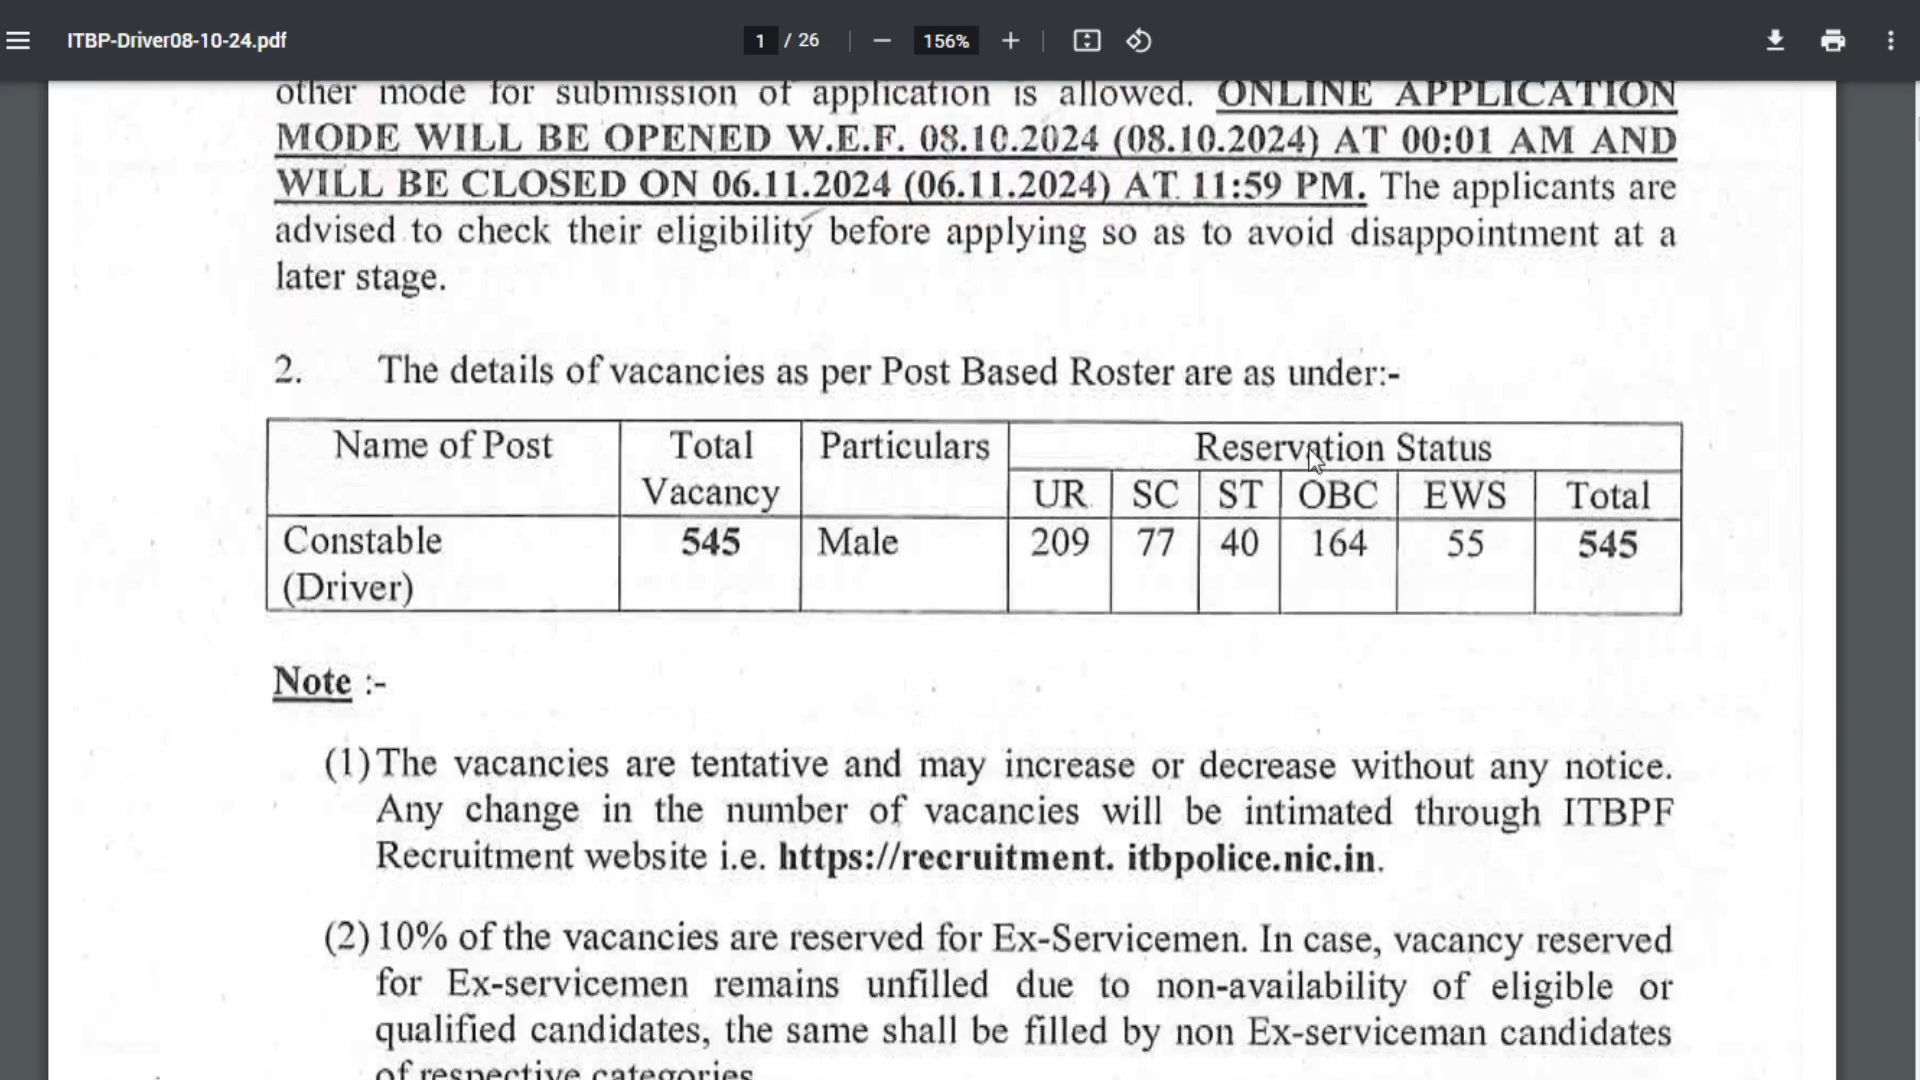 ITBP-Driver08-10-24.pdf
1 / 26
156%
other mode for submission of application is allowed. ONLINE APPLICATION
MODE WILL BE OPENED W.E.F. 08.10.2024 (08.10.2024) AT 00:01 AM AND
WILL BE CLOSED ON 06.11.2024 (06.11.2024) AT 11:59 PM. The applicants are
advised to check their eligibility before applying so as to avoid disappointment at a
later stage.
2. The details of vacancies as per Post Based Roster are as under:-
Name of Post Total Particulars Reservation Status
Vacancy UR SC ST OBC EWS Total
Constable 545 Male 209 77 40 164 55 545
(Driver)
Note :-
(1) The vacancies are tentative and may increase or decrease without any notice.
Any change in the number of vacancies will be intimated through ITBPF
Recruitment website i.e. https://recruitment. itbpolice.nic.in.
(2) 10% of the vacancies are reserved for Ex-Servicemen. In case, vacancy reserved
for Ex-servicemen remains unfilled due to non-availability of eligible or
qualified candidates, the same shall be filled by non Ex-serviceman candidates
of respective categories.